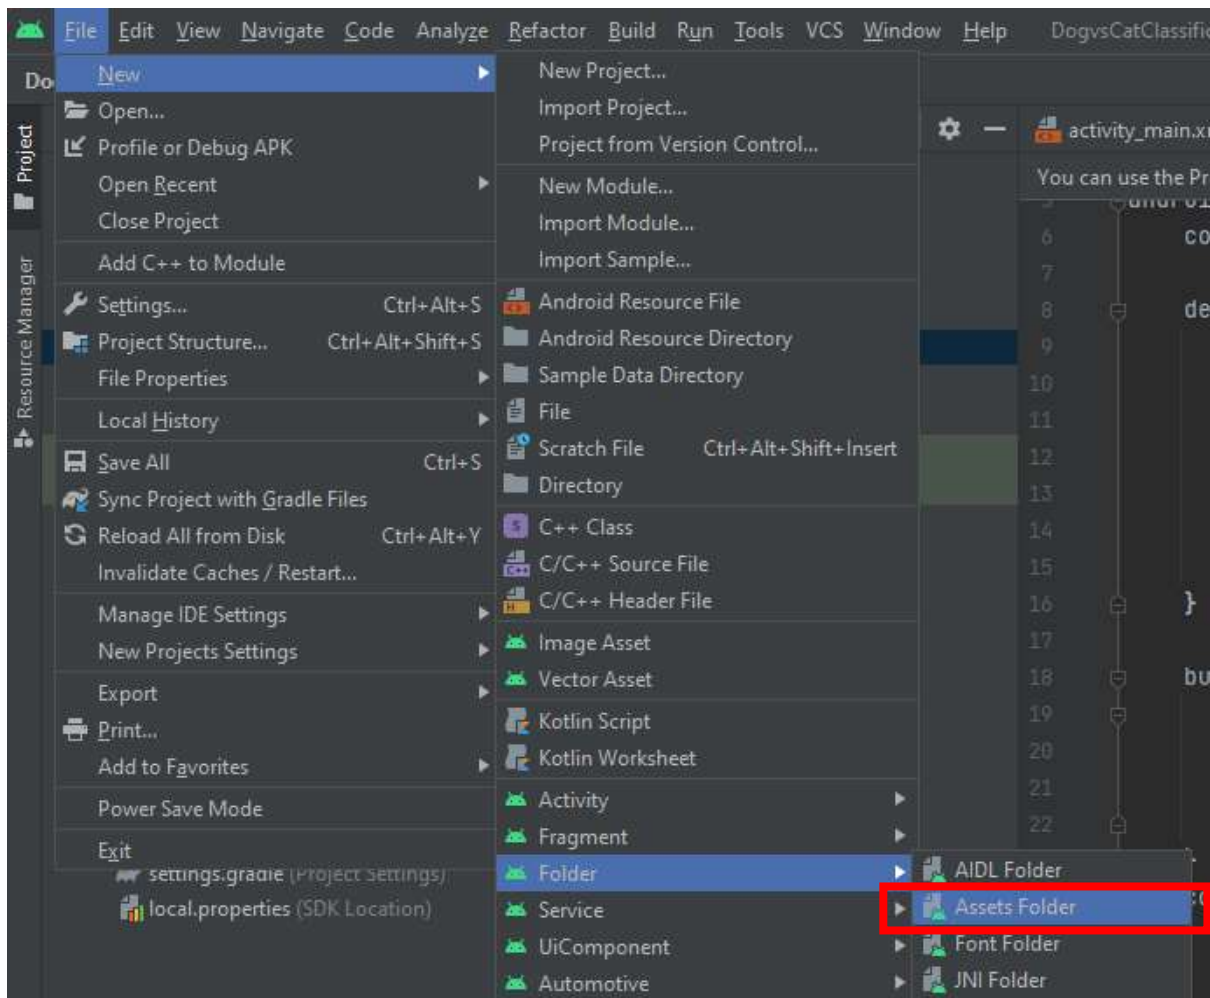 File Edit View Navigate Code Analyze Refactor Build Run Tools VCS Window Help DogvsCatClassific
Do
Project
Resource Manager
New
Open...
Profile or Debug APK
Open Recent
Close Project
Add C++ to Module
Settings... Ctrl+Alt+S
Project Structure... Ctrl+Alt+Shift+S
File Properties
Local History
Save All Ctrl+S
Sync Project with Gradle Files
Reload All from Disk Ctrl+Alt+Y
Invalidate Caches / Restart...
Manage IDE Settings
New Projects Settings
Export
Print...
Add to Favorites
Power Save Mode
Exit
settings.gradle (Project Settings)
local.properties (SDK Location)
New Project...
Import Project...
Project from Version Control...
New Module...
Import Module...
Import Sample...
Android Resource File
Android Resource Directory
Sample Data Directory
File
Scratch File Ctrl+Alt+Shift+Insert
Directory
C++ Class
C/C++ Source File
C/C++ Header File
Image Asset
Vector Asset
Kotlin Script
Kotlin Worksheet
Activity
Fragment
Folder
Service
UiComponent
Automotive
AIDL Folder
Assets Folder
Font Folder
JNI Folder
activity_main.x
You can use the Pr
5 androi
6 co
7
8 de
9
10
11
12
13
14
15
16 }
17
18 bu
19
20
21
22
co